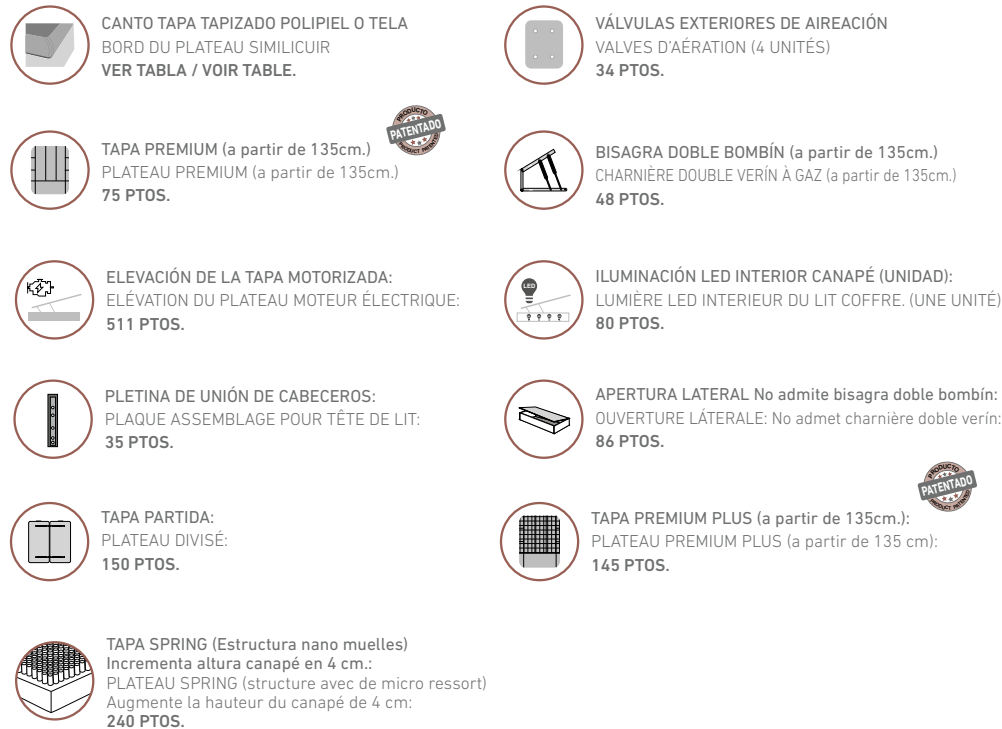 CANTO TAPA TAPIZADO POLIPIEL O TELA
BORD DU PLATEAU SIMILICUIR
VER TABLA / VOIR TABLE.
VÁLVULAS EXTERIORES DE AIREACIÓN
VALVES D'AÉRATION (4 UNITÉS)
34 PTOS.
PRODUCTO
PATENTADO
PRODUCT PATENTED
TAPA PREMIUM (a partir de 135cm.)
PLATEAU PREMIUM (a partir de 135cm.)
75 PTOS.
BISAGRA DOBLE BOMBÍN (a partir de 135cm.)
CHARNIÈRE DOUBLE VERÍN À GAZ (a partir de 135cm.)
48 PTOS.
ELEVACIÓN DE LA TAPA MOTORIZADA:
ELÉVATION DU PLATEAU MOTEUR ÉLECTRIQUE:
511 PTOS.
LED
ILUMINACIÓN LED INTERIOR CANAPÉ (UNIDAD):
LUMIÈRE LED INTERIEUR DU LIT COFFRE. (UNE UNITÉ)
80 PTOS.
PLETINA DE UNIÓN DE CABECEROS:
PLAQUE ASSEMBLAGE POUR TÊTE DE LIT:
35 PTOS.
APERTURA LATERAL No admite bisagra doble bombín:
OUVERTURE LÁTERALE: No admet charnière doble verín:
86 PTOS.
TAPA PARTIDA:
PLATEAU DIVISÉ:
150 PTOS.
PRODUCTO
PATENTADO
PRODUCT PATENTED
TAPA PREMIUM PLUS (a partir de 135cm.):
PLATEAU PREMIUM PLUS (a partir de 135 cm):
145 PTOS.
TAPA SPRING (Estructura nano muelles)
Incrementa altura canapé en 4 cm.:
PLATEAU SPRING (structure avec de micro ressort)
Augmente la hauteur du canapé de 4 cm:
240 PTOS.